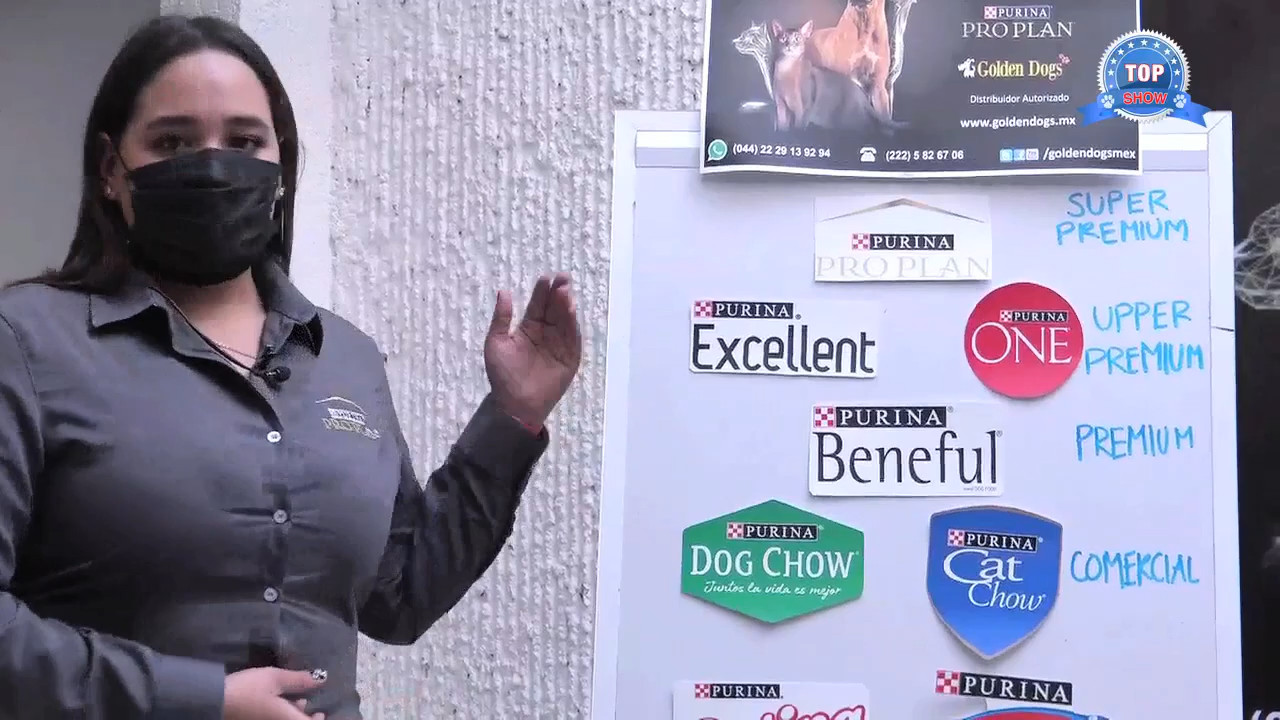 PURINA
PRO PLAN
Golden Dogs
Distribuidor Autorizado
www.goldendogs.mx
(044) 22 29 13 92 94
(222) 5 82 67 06
/goldendogsmex
TOP
SHOW
PURINA
PRO PLAN
SUPER
PREMIUM
PURINA
Excellent
PURINA
ONE
UPPER
PREMIUM
PURINA
Beneful
PREMIUM
PURINA
DOG CHOW
Juntos la vida es mejor
PURINA
Cat
Chow
COMERCIAL
PURINA
PURINA
PRO PLAN